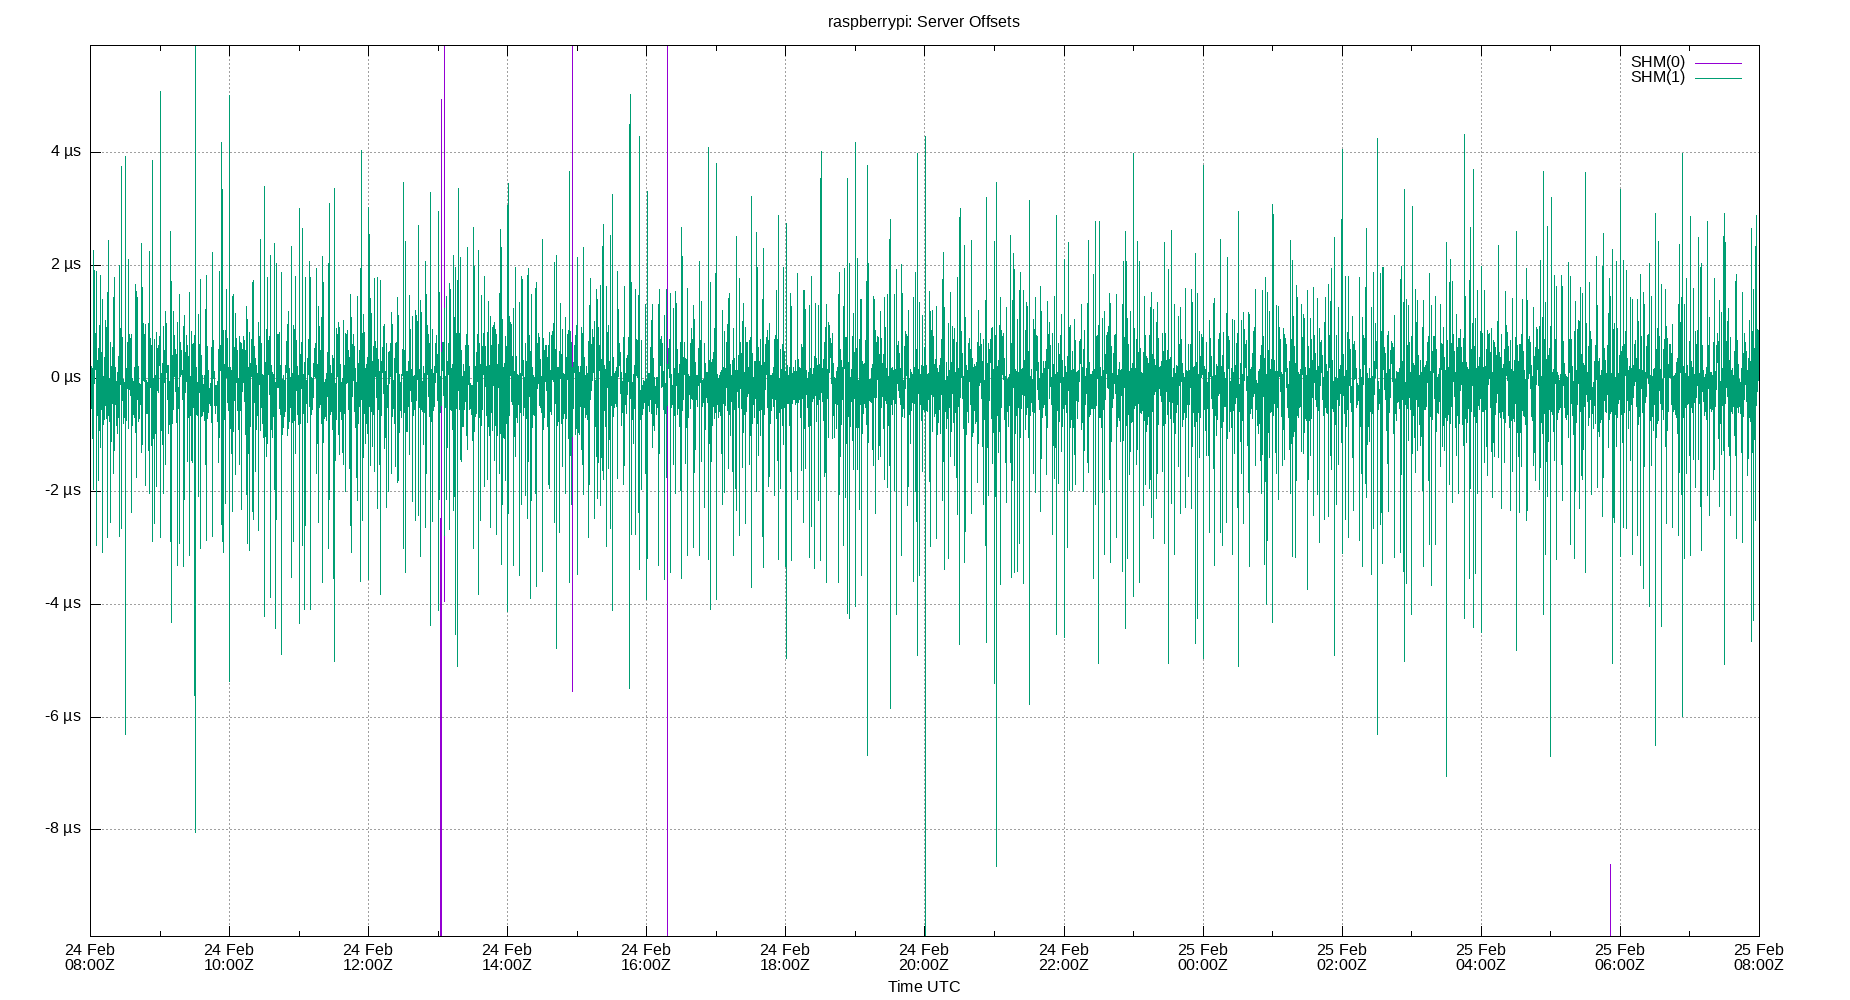 raspberrypi: Server Offsets
SHM(0)
SHM(1)
4 µs
2 µs
0 µs
-2 µs
-4 µs
-6 µs
-8 µs
24 Feb 24 Feb 24 Feb 24 Feb 24 Feb 24 Feb 24 Feb 24 Feb 25 Feb 25 Feb 25 Feb 25 Feb 25 Feb
08:00Z 10:00Z 12:00Z 14:00Z 16:00Z 18:00Z 20:00Z 22:00Z 00:00Z 02:00Z 04:00Z 06:00Z 08:00Z
Time UTC